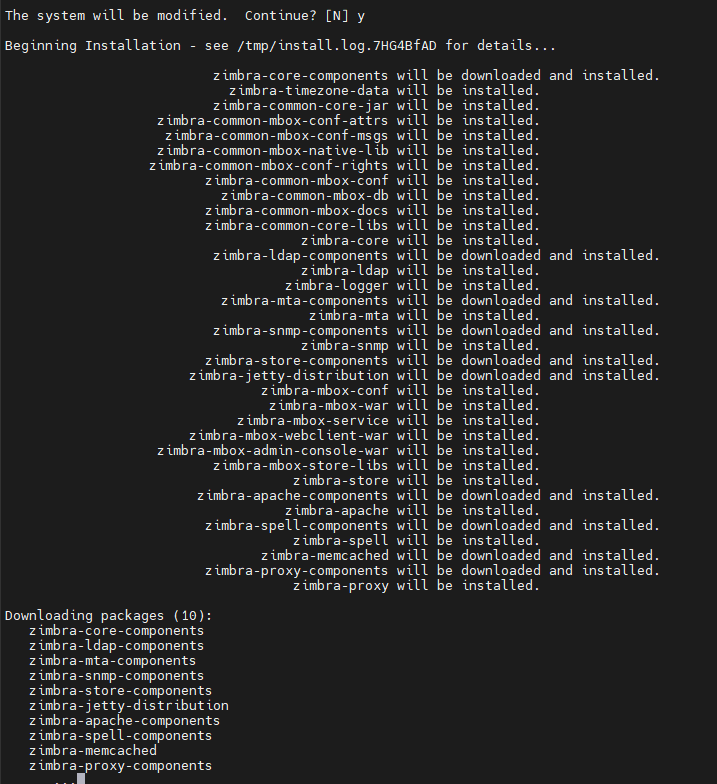 The system will be modified.  Continue? [N] y
Beginning Installation - see /tmp/install.log.7HG4BfAD for details...
zimbra-core-components will be downloaded and installed.
zimbra-timezone-data will be installed.
zimbra-common-core-jar will be installed.
zimbra-common-mbox-conf-attrs will be installed.
zimbra-common-mbox-conf-msgs will be installed.
zimbra-common-mbox-native-lib will be installed.
zimbra-common-mbox-conf-rights will be installed.
zimbra-common-mbox-conf will be installed.
zimbra-common-mbox-db will be installed.
zimbra-common-mbox-docs will be installed.
zimbra-common-core-libs will be installed.
zimbra-core will be installed.
zimbra-ldap-components will be downloaded and installed.
zimbra-ldap will be installed.
zimbra-logger will be installed.
zimbra-mta-components will be downloaded and installed.
zimbra-mta will be installed.
zimbra-snmp-components will be downloaded and installed.
zimbra-snmp will be installed.
zimbra-store-components will be downloaded and installed.
zimbra-jetty-distribution will be downloaded and installed.
zimbra-mbox-conf will be installed.
zimbra-mbox-war will be installed.
zimbra-mbox-service will be installed.
zimbra-mbox-webclient-war will be installed.
zimbra-mbox-admin-console-war will be installed.
zimbra-mbox-store-libs will be installed.
zimbra-store will be installed.
zimbra-apache-components will be downloaded and installed.
zimbra-apache will be installed.
zimbra-spell-components will be downloaded and installed.
zimbra-spell will be installed.
zimbra-memcached will be downloaded and installed.
zimbra-proxy-components will be downloaded and installed.
zimbra-proxy will be installed.
Downloading packages (10):
zimbra-core-components
zimbra-ldap-components
zimbra-mta-components
zimbra-snmp-components
zimbra-store-components
zimbra-jetty-distribution
zimbra-apache-components
zimbra-spell-components
zimbra-memcached
zimbra-proxy-components
...